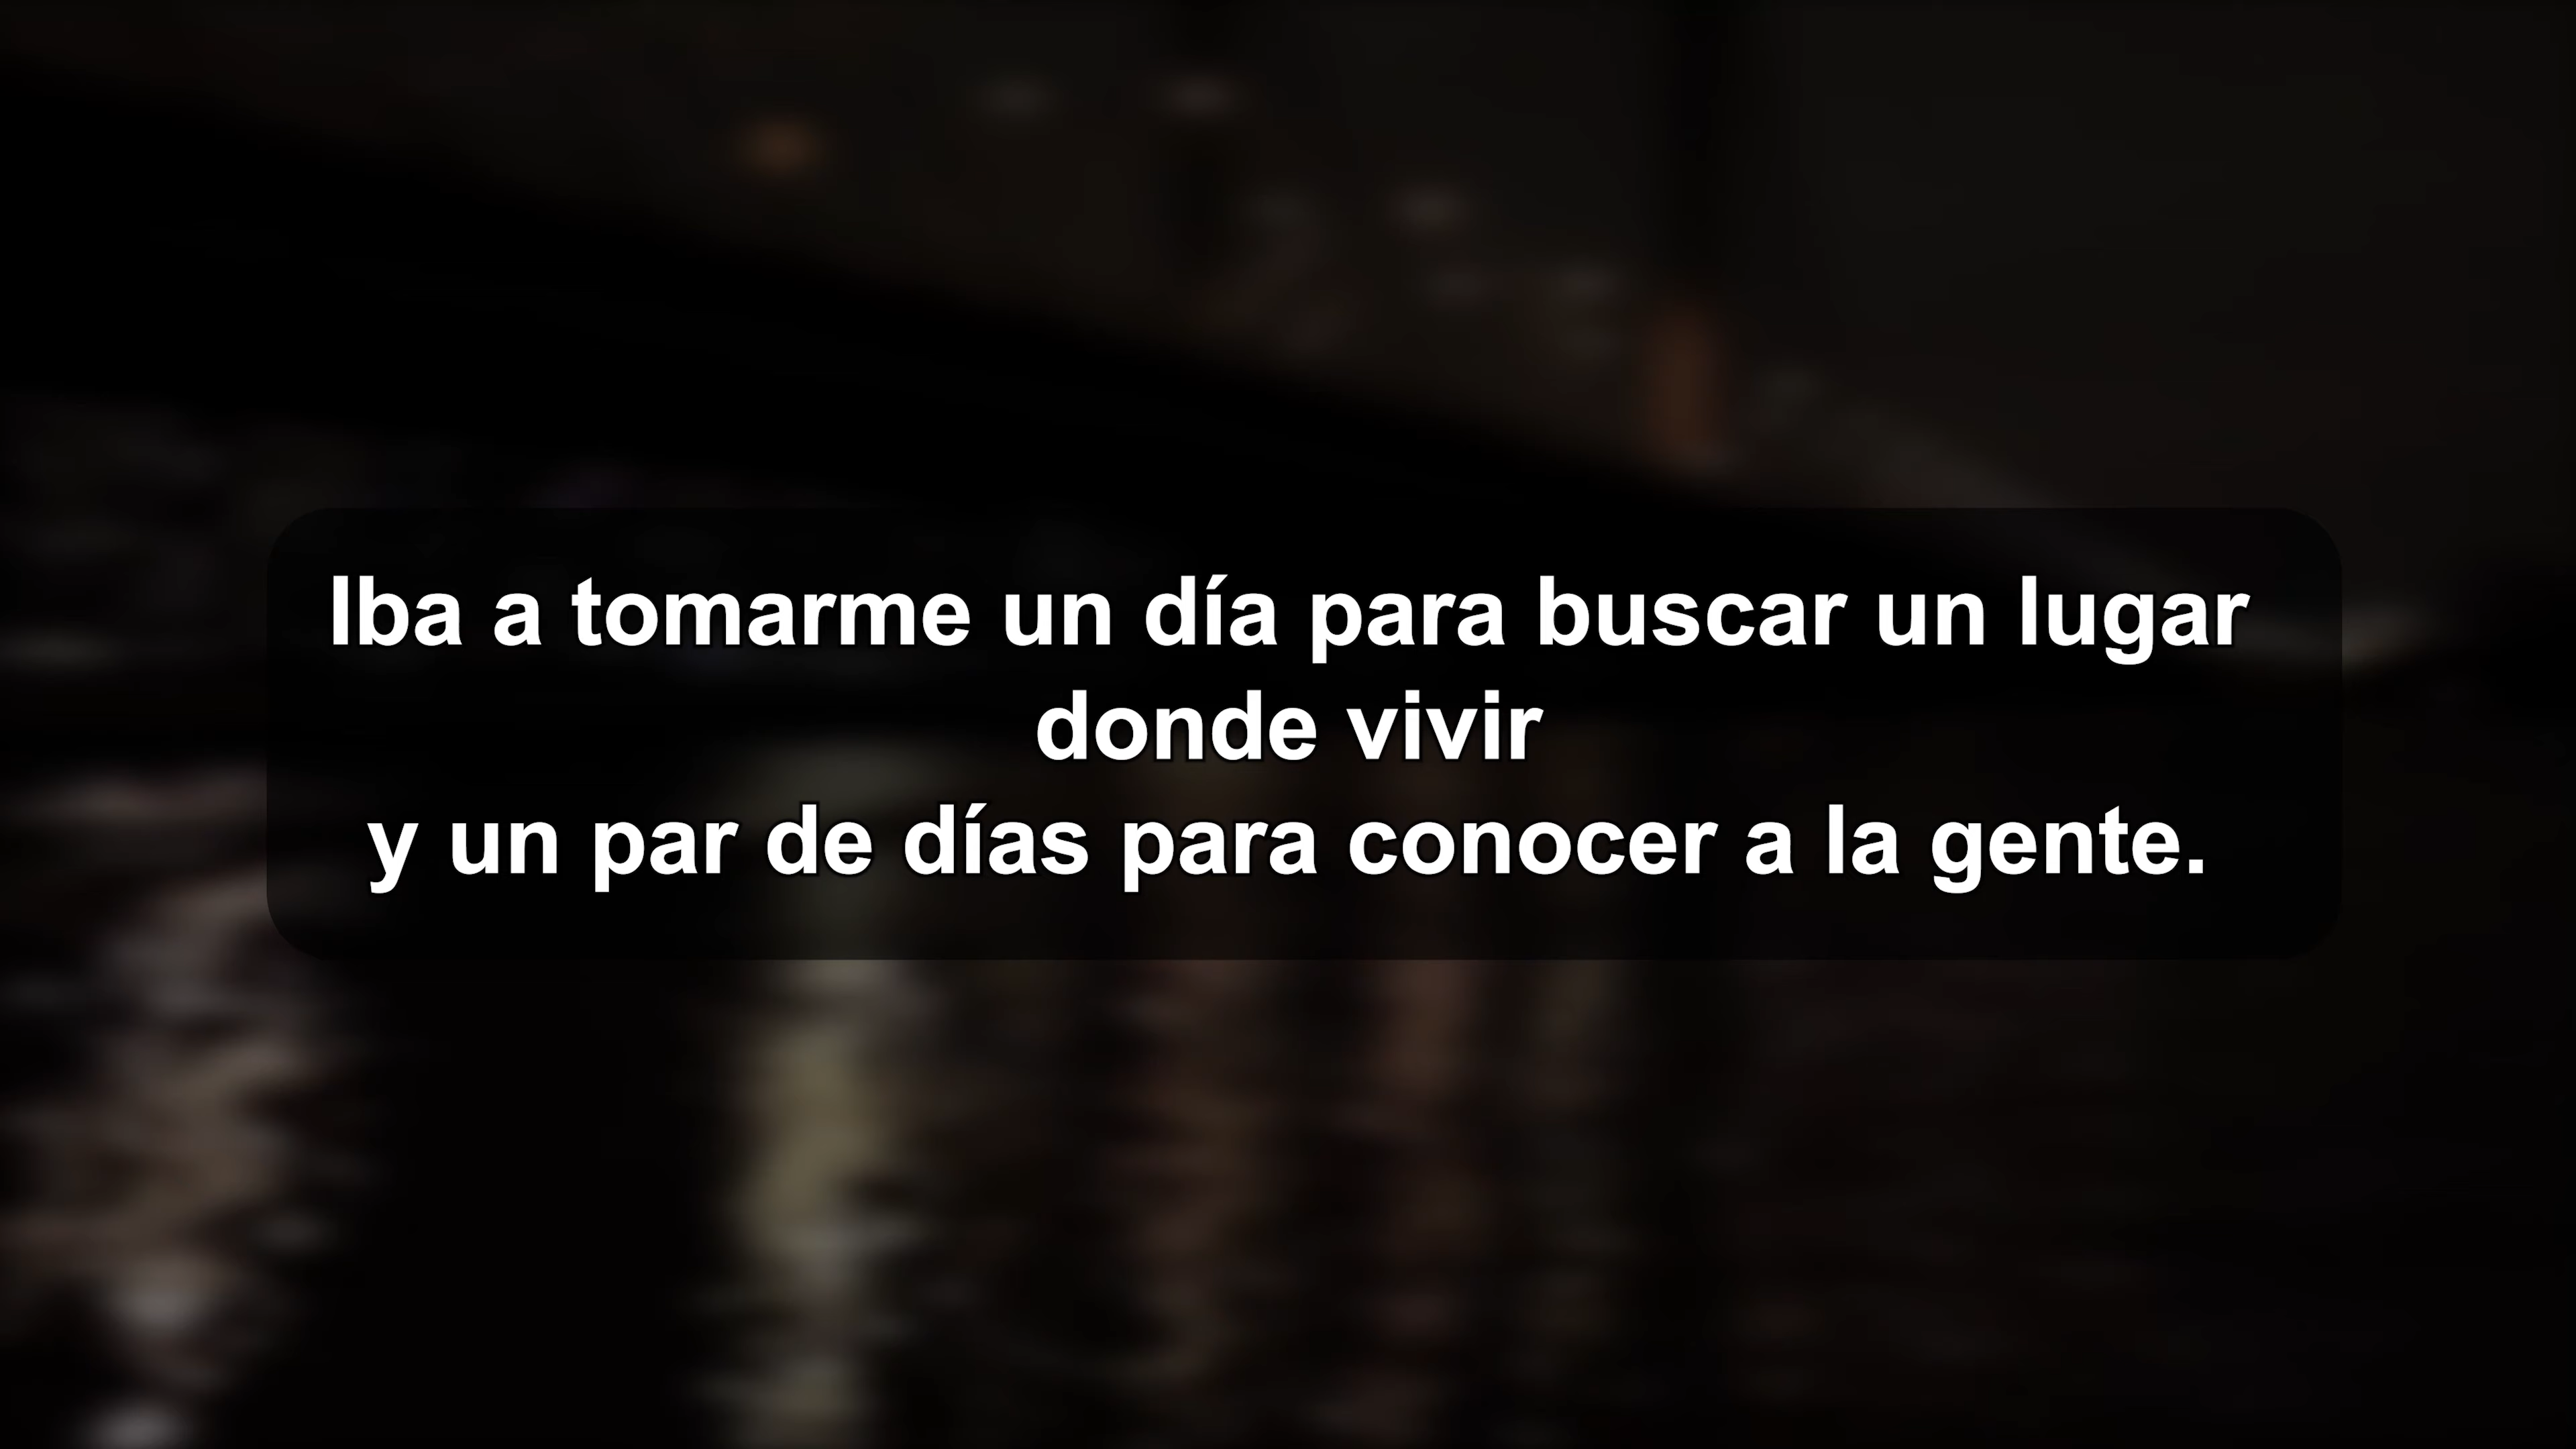 Iba a tomarme un día para buscar un lugar
donde vivir
y un par de días para conocer a la gente.